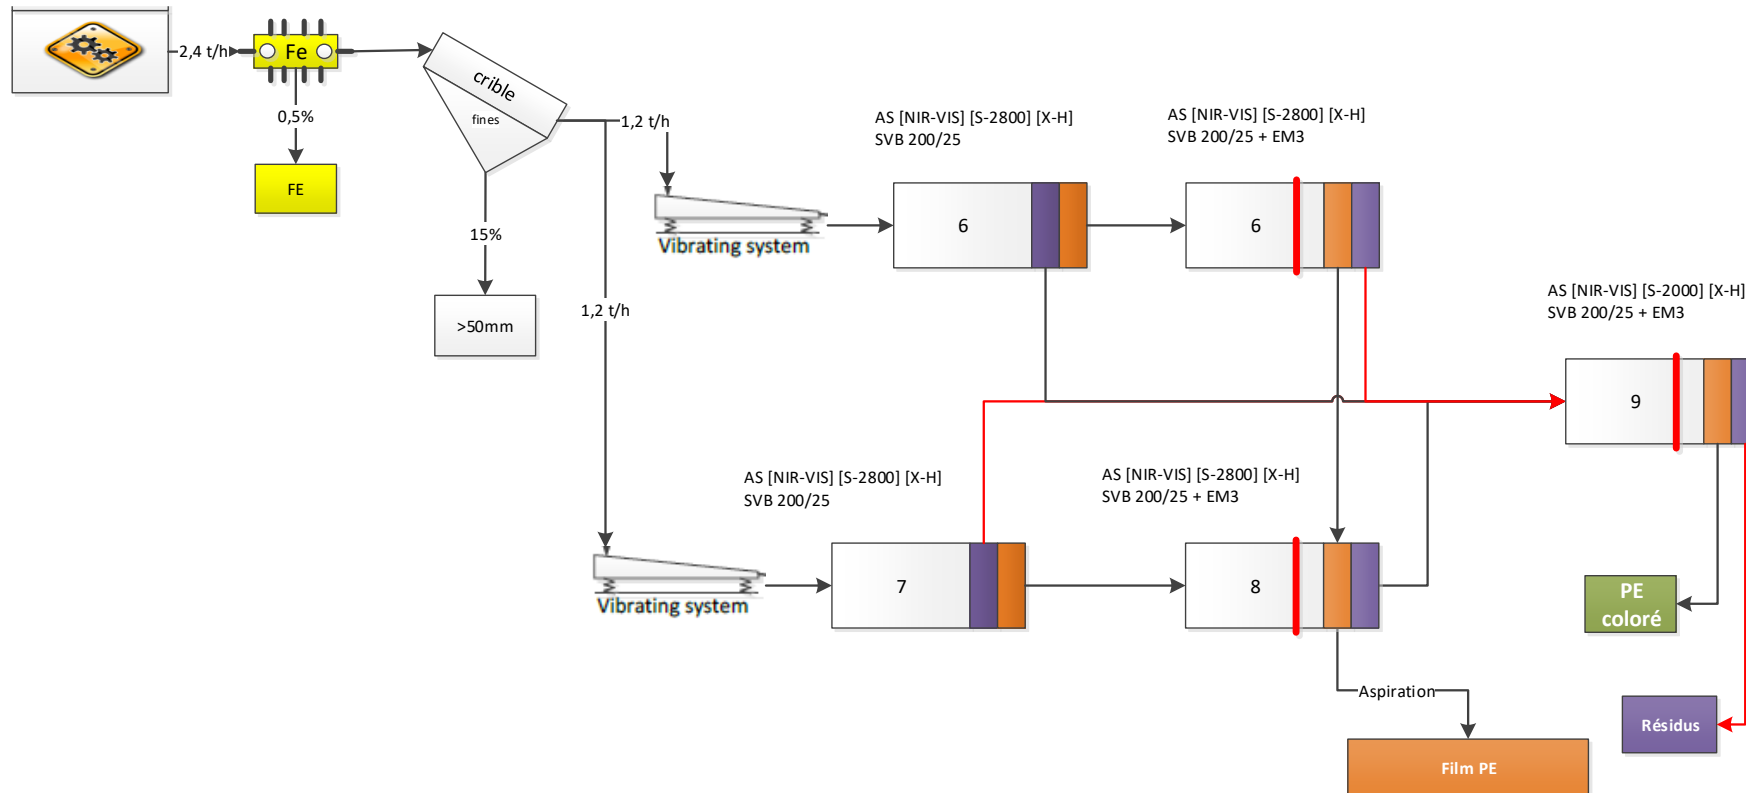 2,4 t/h
Fe
0,5%
FE
crible
fines
15%
>50mm
1,2 t/h
1,2 t/h
Vibrating system
AS [NIR-VIS] [S-2800] [X-H]
SVB 200/25
6
AS [NIR-VIS] [S-2800] [X-H]
SVB 200/25 + EM3
6
AS [NIR-VIS] [S-2000] [X-H]
SVB 200/25 + EM3
9
Vibrating system
AS [NIR-VIS] [S-2800] [X-H]
SVB 200/25
7
AS [NIR-VIS] [S-2800] [X-H]
SVB 200/25 + EM3
8
PE
coloré
Aspiration
Résidus
Film PE